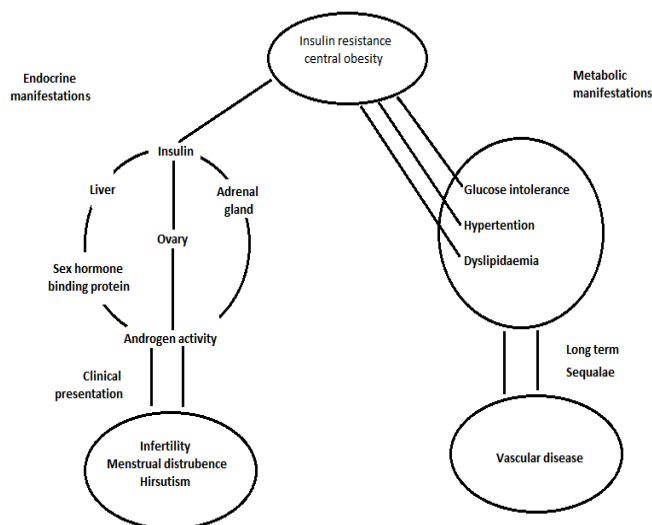 Insulin resistance
central obesity
Endocrine
manifestations
Metabolic
manifestations
Insulin
Liver
Adrenal
gland
Glucose intolerance
Hypertention
Ovary
Dyslipidaemia
Sex hormone
binding protein
Androgen activity
Long term
Sequalae
Clinical
presentation
Infertility
Menstrual distrubence
Hirsutism
Vascular disease